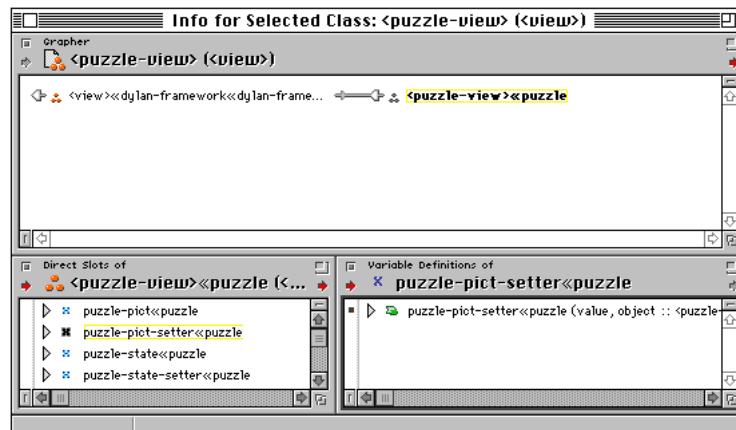 Info for Selected Class: <puzzle-view> (<view>)
Grapher
<puzzle-view> (<view>)
<view>«dylan-framework«dylan-frame... <puzzle-view>«puzzle
Direct Slots of
<puzzle-view>«puzzle (<...
puzzle-pict«puzzle
puzzle-pict-setter«puzzle
puzzle-state«puzzle
puzzle-state-setter«puzzle
Variable Definitions of
puzzle-pict-setter«puzzle
puzzle-pict-setter«puzzle (value, object :: <puzzle-